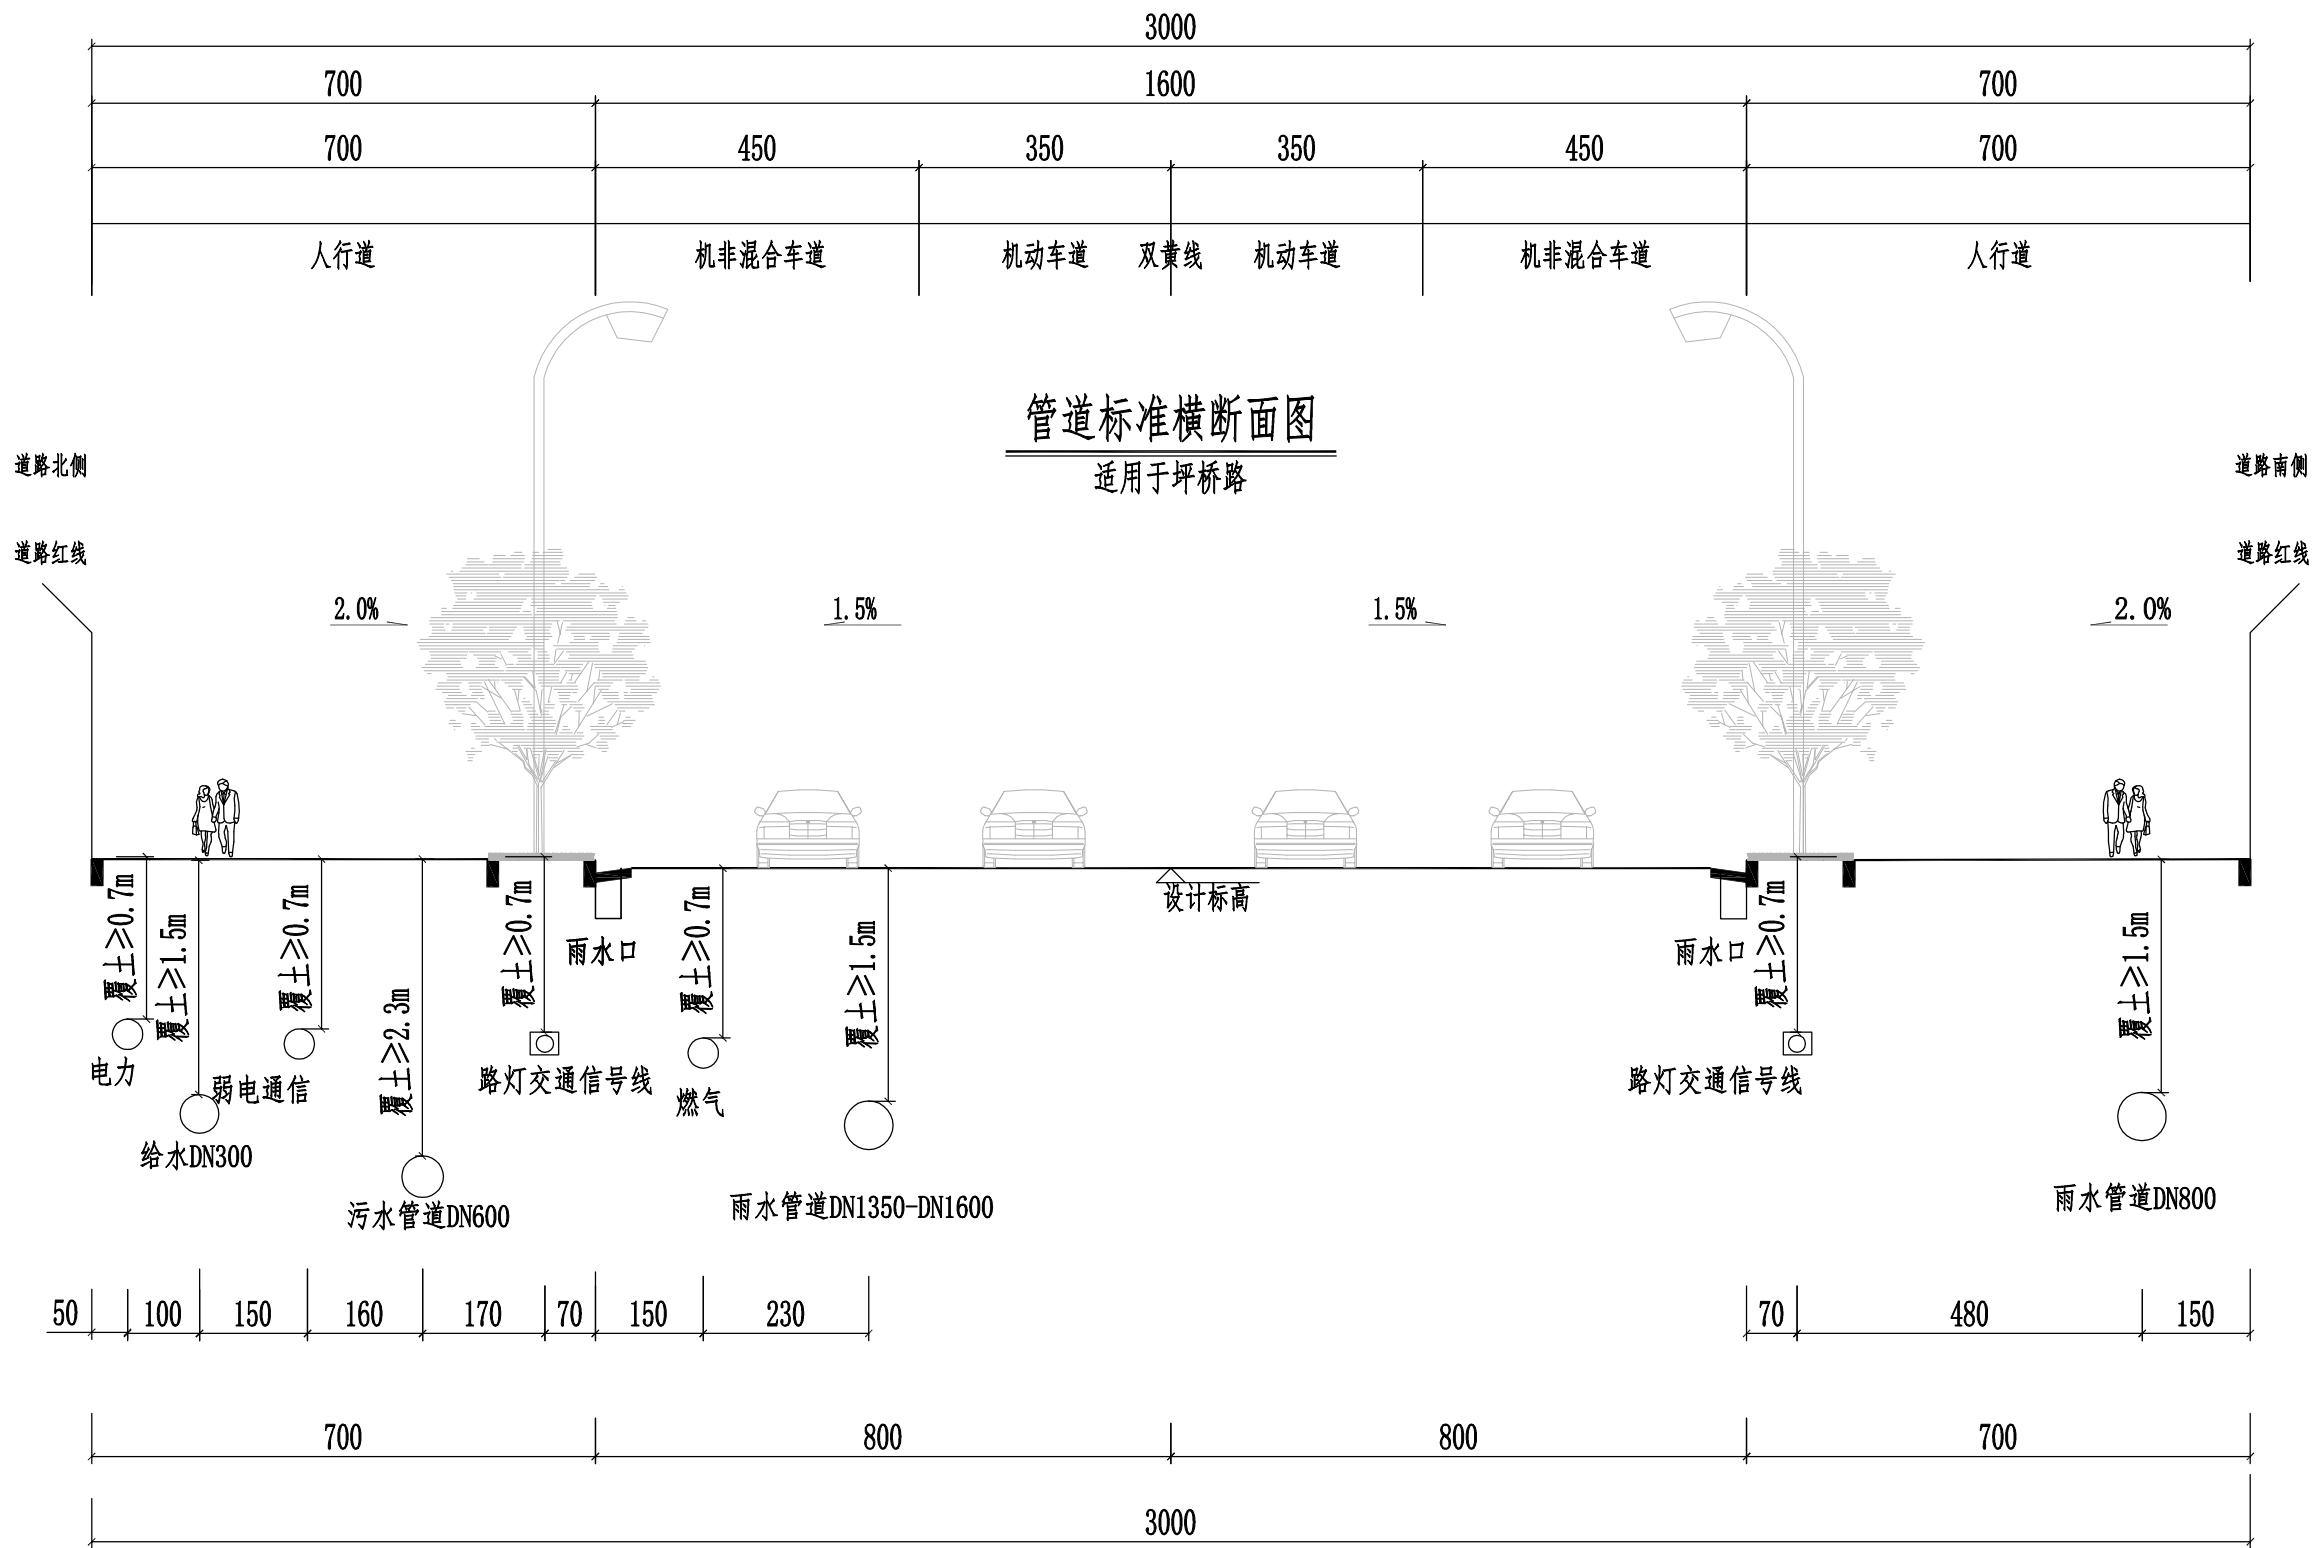 3000
700 1600 700
700 450 350 350 450 700
人行道 机非混合车道 机动车道 双黄线 机动车道 机非混合车道 人行道
管道标准横断面图
适用于坪桥路
道路北侧 道路南侧
道路红线 道路红线
2.0% 1.5% 1.5% 2.0%
设计标高
覆土≥0.7m
覆土≥1.5m
覆土≥0.7m
覆土≥2.3m
覆土≥0.7m
覆土≥0.7m
覆土≥1.5m
覆土≥0.7m
覆土≥1.5m
雨水口 雨水口
电力
弱电通信
路灯交通信号线
燃气
路灯交通信号线
给水DN300
污水管道DN600
雨水管道DN1350-DN1600
雨水管道DN800
50 100 150 160 170 70 150 230 70 480 150
700 800 800 700
3000